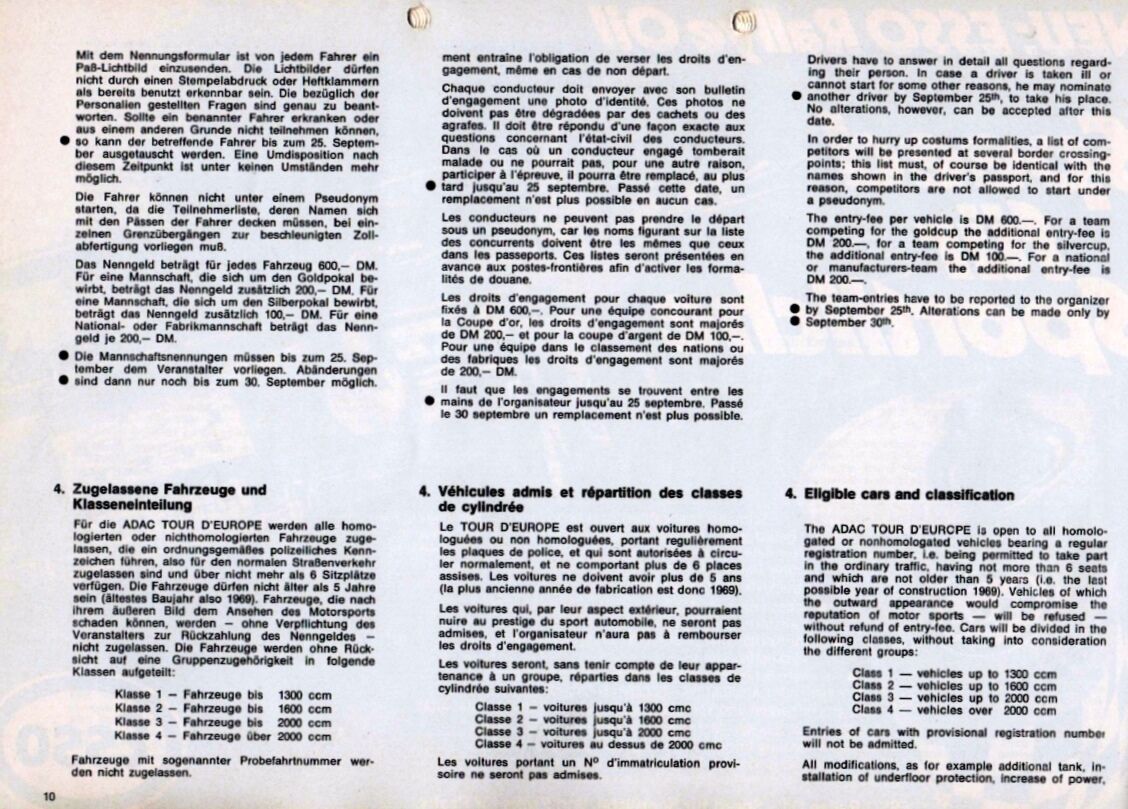 Mit dem Nennungsformular ist von jedem Fahrer ein
Paß-Lichtbild einzusenden. Die Lichtbilder dürfen
nicht durch einen Stempelabdruck oder Heftklammern
als bereits benutzt erkennbar sein. Die bezüglich der
Personalien gestellten Fragen sind genau zu beant-
worten. Sollte ein benannter Fahrer erkranken oder
aus einem anderen Grunde nicht teilnehmen können,
● so kann der betreffende Fahrer bis zum 25. Septem-
ber ausgetauscht werden. Eine Umdisposition nach
diesem Zeitpunkt ist unter keinen Umständen mehr
möglich.
Die Fahrer können nicht unter einem Pseudonym
starten, da die Teilnehmerliste, deren Namen sich
mit den Pässen der Fahrer decken müssen, bei ein-
zelnen Grenzübergängen zur beschleunigten Zoll-
abfertigung vorliegen muß.
Das Nenngeld beträgt für jedes Fahrzeug 600,– DM.
Für eine Mannschaft, die sich um den Goldpokal be-
wirbt, beträgt das Nenngeld zusätzlich 200,– DM. Für
eine Mannschaft, die sich um den Silberpokal bewirbt,
beträgt das Nenngeld zusätzlich 100,– DM. Für eine
National- oder Fabrikmannschaft beträgt das Nenn-
geld je 200,– DM.
● Die Mannschaftsnennungen müssen bis zum 25. Sep-
tember dem Veranstalter vorliegen. Abänderungen
● sind dann nur noch bis zum 30. September möglich.
4. Zugelassene Fahrzeuge und
Klasseneinteilung
Für die ADAC TOUR D'EUROPE werden alle homo-
logierten oder nichthomologierten Fahrzeuge zuge-
lassen, die ein ordnungsgemäßes polizeiliches Kenn-
zeichen führen, also für den normalen Straßenverkehr
zugelassen sind und über nicht mehr als 6 Sitzplätze
verfügen. Die Fahrzeuge dürfen nicht älter als 5 Jahre
sein (ältestes Baujahr also 1969). Fahrzeuge, die nach
ihrem äußeren Bild dem Ansehen des Motorsports
schaden können, werden – ohne Verpflichtung des
Veranstalters zur Rückzahlung des Nenngeldes –
nicht zugelassen. Die Fahrzeuge werden ohne Rück-
sicht auf eine Gruppenzugehörigkeit in folgende
Klassen aufgeteilt:
Klasse 1 – Fahrzeuge bis 1300 ccm
Klasse 2 – Fahrzeuge bis 1600 ccm
Klasse 3 – Fahrzeuge bis 2000 ccm
Klasse 4 – Fahrzeuge über 2000 ccm
Fahrzeuge mit sogenannter Probefahrtnummer wer-
den nicht zugelassen.
10
ment entraîne l'obligation de verser les droits d'en-
gagement, même en cas de non départ.
Chaque conducteur doit envoyer avec son bulletin
d'engagement une photo d'identité. Ces photos ne
doivent pas être dégradées par des cachets ou des
agrafes. Il doit être répondu d'une façon exacte aux
questions concernant l'état-civil des conducteurs.
Dans le cas où un conducteur engagé tomberait
malade ou ne pourrait pas, pour une autre raison,
participer à l'épreuve, il pourra être remplacé, au plus
● tard jusqu'au 25 septembre. Passé cette date, un
remplacement n'est plus possible en aucun cas.
Les conducteurs ne peuvent pas prendre le départ
sous un pseudonym, car les noms figurant sur la liste
des concurrents doivent être les mêmes que ceux
dans les passeports. Ces listes seront présentées en
avance aux postes-frontières afin d'activer les forma-
lités de douane.
Les droits d'engagement pour chaque voiture sont
fixés à DM 600,–. Pour une équipe concourant pour
la Coupe d'or, les droits d'engagement sont majorés
de DM 200,– et pour la coupe d'argent de DM 100,–.
Pour une équipe dans le classement des nations ou
des fabriques les droits d'engagement sont majorés
de 200,– DM.
Il faut que les engagements se trouvent entre les
● mains de l'organisateur jusqu'au 25 septembre. Passé
le 30 septembre un remplacement n'est plus possible.
4. Véhicules admis et répartition des classes
de cylindrée
Le TOUR D'EUROPE est ouvert aux voitures homo-
loguées ou non homologuées, portant regulièrement
les plaques de police, et qui sont autorisées à circu-
ler normalement, et ne comportant plus de 6 places
assises. Les voitures ne doivent avoir plus de 5 ans
(la plus ancienne année de fabrication est donc 1969).
Les voitures qui, par leur aspect extérieur, pourraient
nuire au prestige du sport automobile, ne seront pas
admises, et l'organisateur n'aura pas à rembourser
les droits d'engagement.
Les voitures seront, sans tenir compte de leur appar-
tenance à un groupe, réparties dans les classes de
cylindrée suivantes:
Classe 1 – voitures jusqu'à 1300 cmc
Classe 2 – voitures jusqu'à 1600 cmc
Classe 3 – voitures jusqu'à 2000 cmc
Classe 4 – voitures au dessus de 2000 cmc
Les voitures portant un Nº d'immatriculation provi-
soire ne seront pas admises.
Drivers have to answer in detail all questions regard-
ing their person. In case a driver is taken ill or
cannot start for some other reasons, he may nominate
● another driver by September 25th, to take his place.
No alterations, however, can be accepted after this
date.
In order to hurry up costums formalities, a list of com-
petitors will be presented at several border crossing-
points; this list must, of course be identical with the
names shown in the driver's passport, and for this
reason, competitors are not allowed to start under
a pseudonym.
The entry-fee per vehicle is DM 600.—. For a team
competing for the goldcup the additional entry-fee is
DM 200.—, for a team competing for the silvercup,
the additional entry-fee is DM 100.—. For a national
or manufacturers-team the additional entry-fee is
DM 200.—.
The team-entries have to be reported to the organizer
● by September 25th. Alterations can be made only by
● September 30th.
4. Eligible cars and classification
The ADAC TOUR D'EUROPE is open to all homolo-
gated or nonhomologated vehicles bearing a regular
registration number, i.e. being permitted to take part
in the ordinary traffic, having not more than 6 seats
and which are not older than 5 years (i.e. the last
possible year of construction 1969). Vehicles of which
the outward appearance would compromise the
reputation of motor sports — will be refused —
without refund of entry-fee. Cars will be divided in the
following classes, without taking into consideration
the different groups:
Class 1 — vehicles up to 1300 ccm
Class 2 — vehicles up to 1600 ccm
Class 3 — vehicles up to 2000 ccm
Class 4 — vehicles over 2000 ccm
Entries of cars with provisional registration number
will not be admitted.
All modifications, as for example additional tank, in-
stallation of underfloor protection, increase of power,